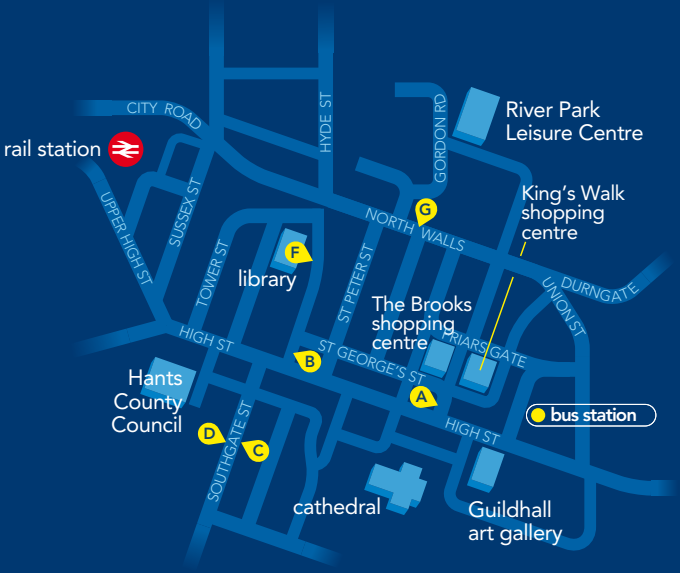 CITY ROAD
rail station
HYDE ST
GORDON RD
River Park
Leisure Centre
King's Walk
shopping
centre
UPPER HIGH ST
SUSSEX ST
G
NORTH WALLS
TOWER ST
F
library
ST PETER ST
DURNGATE
UNION ST
The Brooks
shopping
centre
FRIARSGATE
HIGH ST
B
ST GEORGE'S ST
Hants
County
Council
A
bus station
HIGH ST
D
C
SOUTHGATE ST
cathedral
Guildhall
art gallery